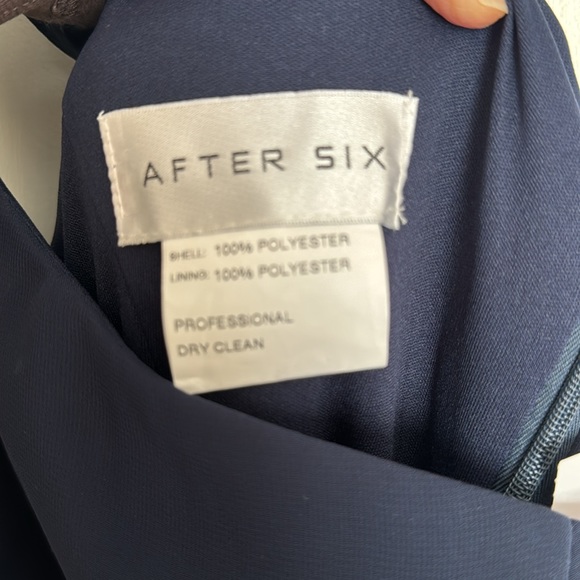 AFTER SIX
SHELL: 100% POLYESTER
LINING: 100% POLYESTER
PROFESSIONAL
DRY CLEAN